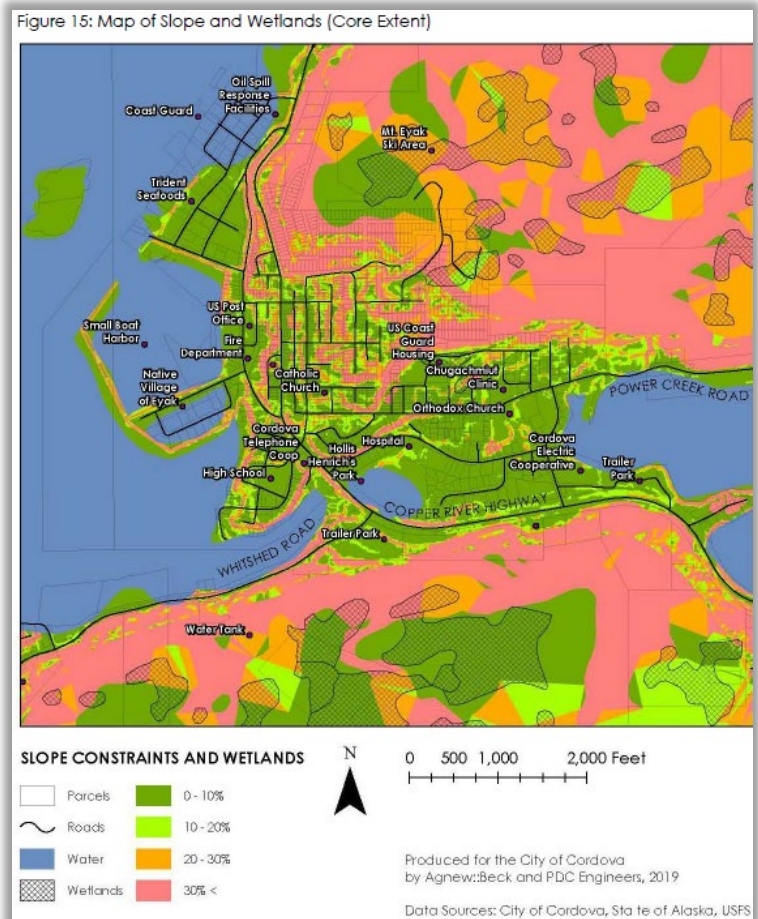 Figure 15: Map of Slope and Wetlands (Core Extent)
Oil Spill
Response
Facilities
Coast Guard
Mt. Eyak
Ski Area
Trident
Seafoods
US Post
Office
Small Boat
Harbor
Fire
Department
US Coast
Guard
Housing
Native
Village
of Eyak
Catholic
Church
Chugachmiut
Clinic
POWER CREEK ROAD
Orthodox Church
Cordova
Telephone
Coop
Hollis
Henrich's
Park
Hospital
Cordova
Electric
Cooperative
High School
Trailer
Park
COPPER RIVER HIGHWAY
WHITSHED ROAD
Trailer Park
Water Tank
SLOPE CONSTRAINTS AND WETLANDS
Parcels
0 - 10%
Roads
10 - 20%
Water
20 - 30%
Wetlands
30% <
N
0 500 1,000 2,000 Feet
Produced for the City of Cordova
by Agnew::Beck and PDC Engineers, 2019
Data Sources: City of Cordova, Sta te of Alaska, USFS